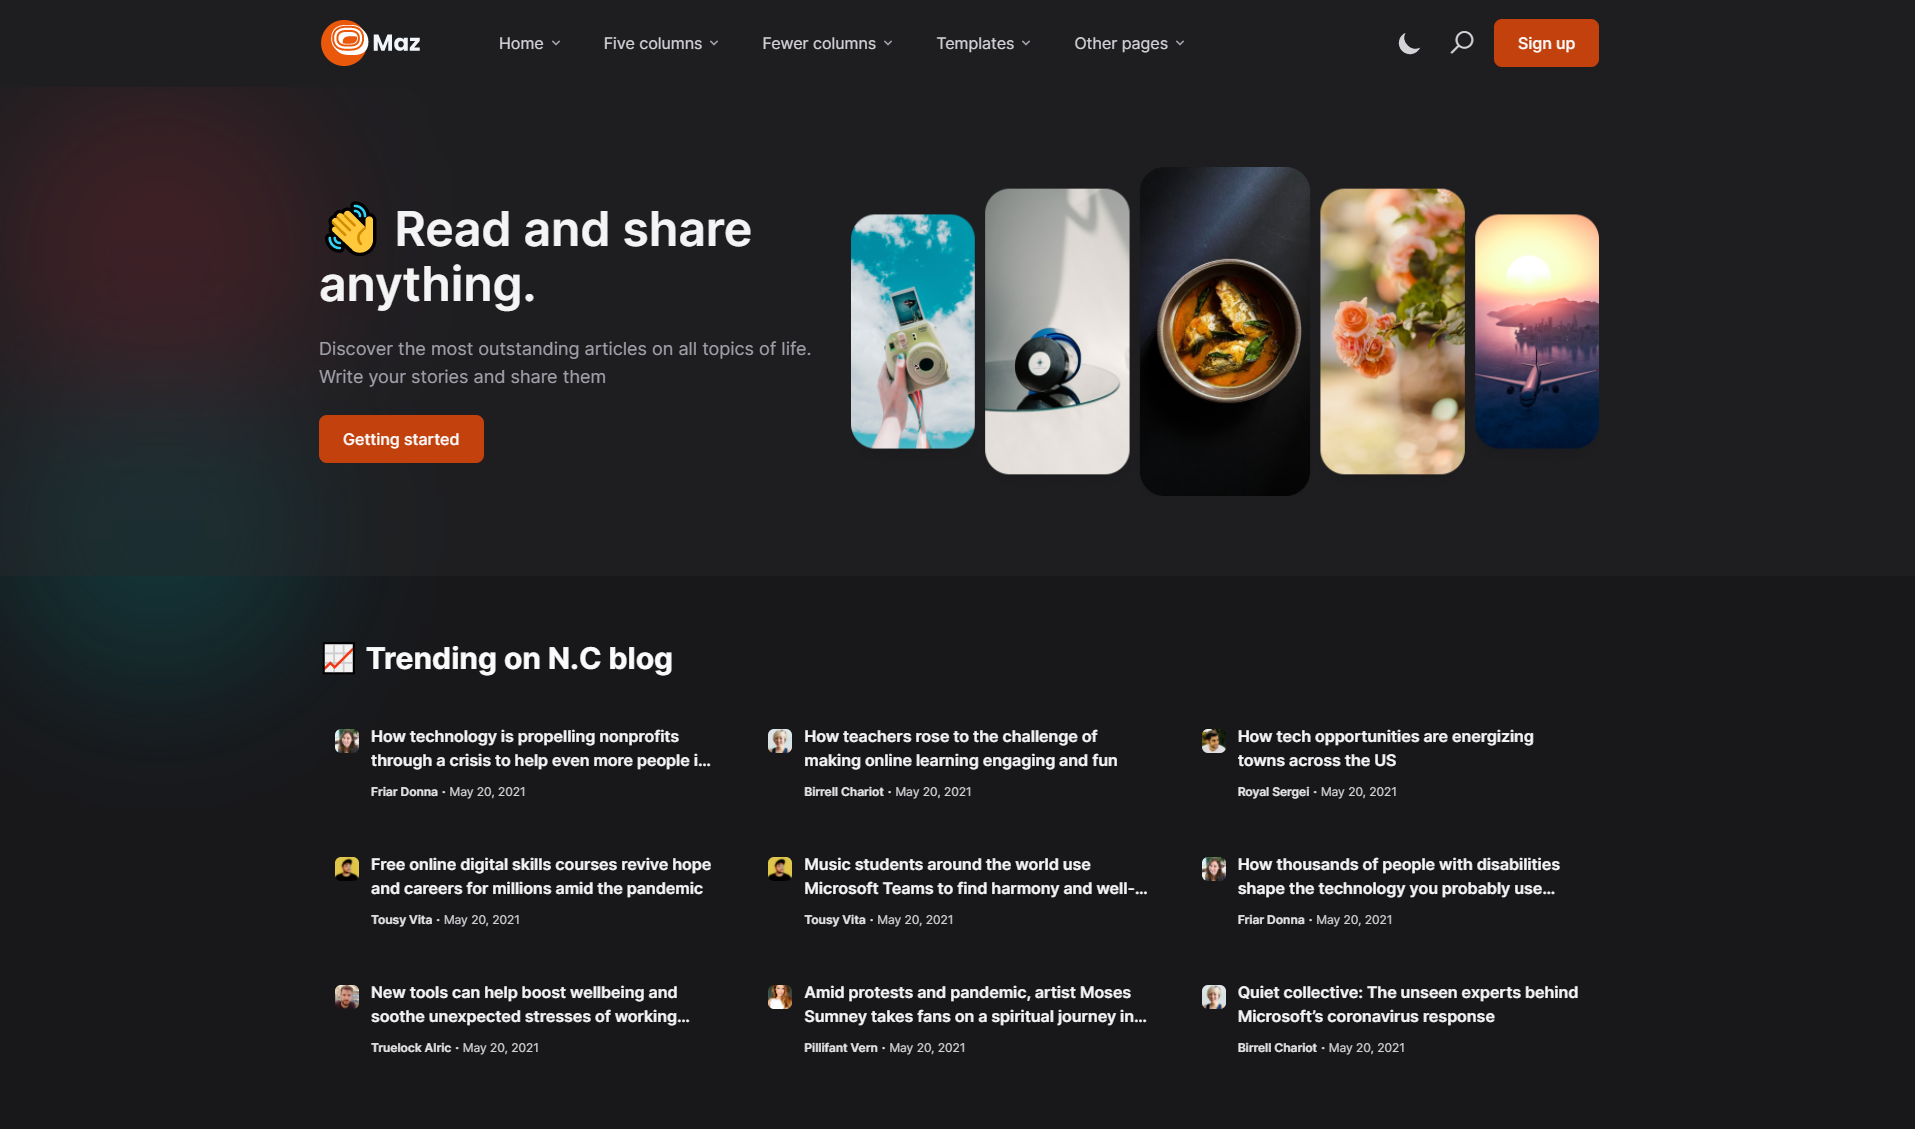 Maz
Home
Five columns
Fewer columns
Templates
Other pages
Sign up
👋 Read and share
anything.
Discover the most outstanding articles on all topics of life.
Write your stories and share them
Getting started
📈 Trending on N.C blog
How technology is propelling nonprofits
through a crisis to help even more people i...
Friar Donna · May 20, 2021
How teachers rose to the challenge of
making online learning engaging and fun
Birrell Chariot · May 20, 2021
How tech opportunities are energizing
towns across the US
Royal Sergei · May 20, 2021
Free online digital skills courses revive hope
and careers for millions amid the pandemic
Tousy Vita · May 20, 2021
Music students around the world use
Microsoft Teams to find harmony and well-...
Tousy Vita · May 20, 2021
How thousands of people with disabilities
shape the technology you probably use...
Friar Donna · May 20, 2021
New tools can help boost wellbeing and
soothe unexpected stresses of working...
Truelock Alric · May 20, 2021
Amid protests and pandemic, artist Moses
Sumney takes fans on a spiritual journey in...
Pillifant Vern · May 20, 2021
Quiet collective: The unseen experts behind
Microsoft’s coronavirus response
Birrell Chariot · May 20, 2021